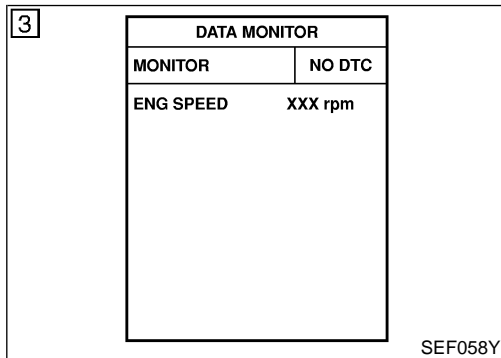 3
DATA MONITOR
MONITOR NO DTC
ENG SPEED XXX rpm
SEF058Y